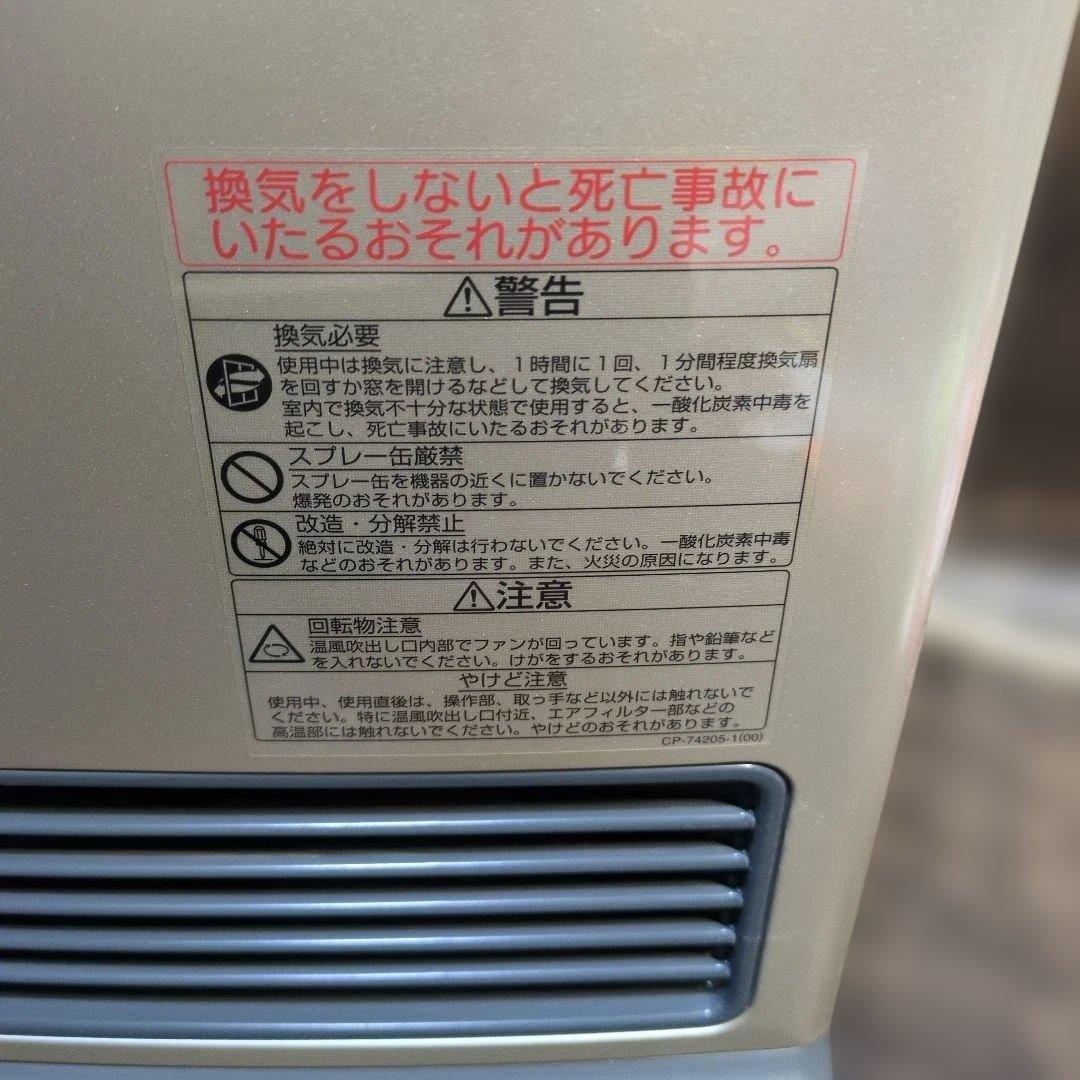 換気をしないと死亡事故に
いたるおそれがあります。
警告
換気必要
使用中は換気に注意し、1時間に1回、1分間程度換気扇
を回すか窓を開けるなどして換気してください。
室内で換気不十分な状態で使用すると、一酸化炭素中毒を
起こし、死亡事故にいたるおそれがあります。
スプレー缶厳禁
スプレー缶を機器の近くに置かないでください。
爆発のおそれがあります。
改造・分解禁止
絶対に改造・分解は行わないでください。一酸化炭素中毒
などのおそれがあります。また、火災の原因になります。
注意
回転物注意
温風吹出し口内部でファンが回っています。指や鉛筆など
を入れないでください。けがをするおそれがあります。
やけど注意
使用中、使用直後は、操作部、取っ手など以外には触れないで
ください。特に温風吹出し口付近、エアフィルター部などの
高温部には触れないでください。やけどのおそれがあります。
CP-74205-1(00)